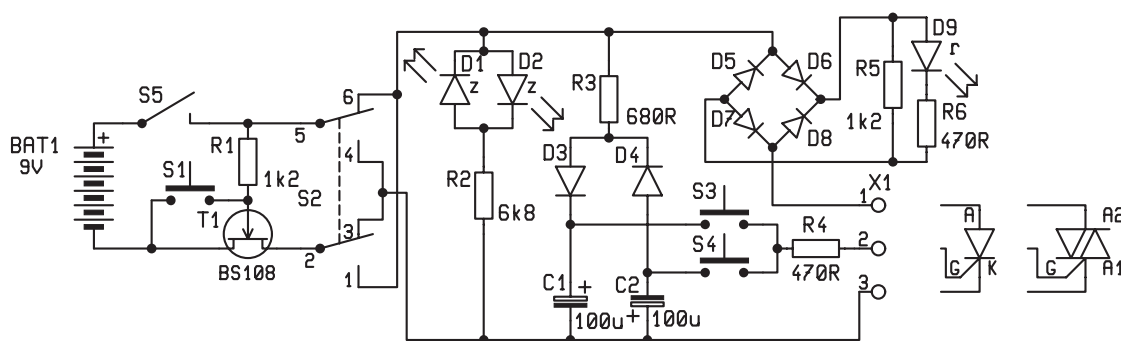 BAT1
9V
+
S5
S1
R1
1k2
T1
BS108
S2
5
6
4
3
2
1
D1
z
D2
z
R2
6k8
R3
680R
D3
D4
C1
+
100u
C2
+
100u
S3
S4
R4
470R
D5
D6
D7
D8
R5
1k2
D9
r
R6
470R
X1
1
2
3
A
G
K
A2
G
A1